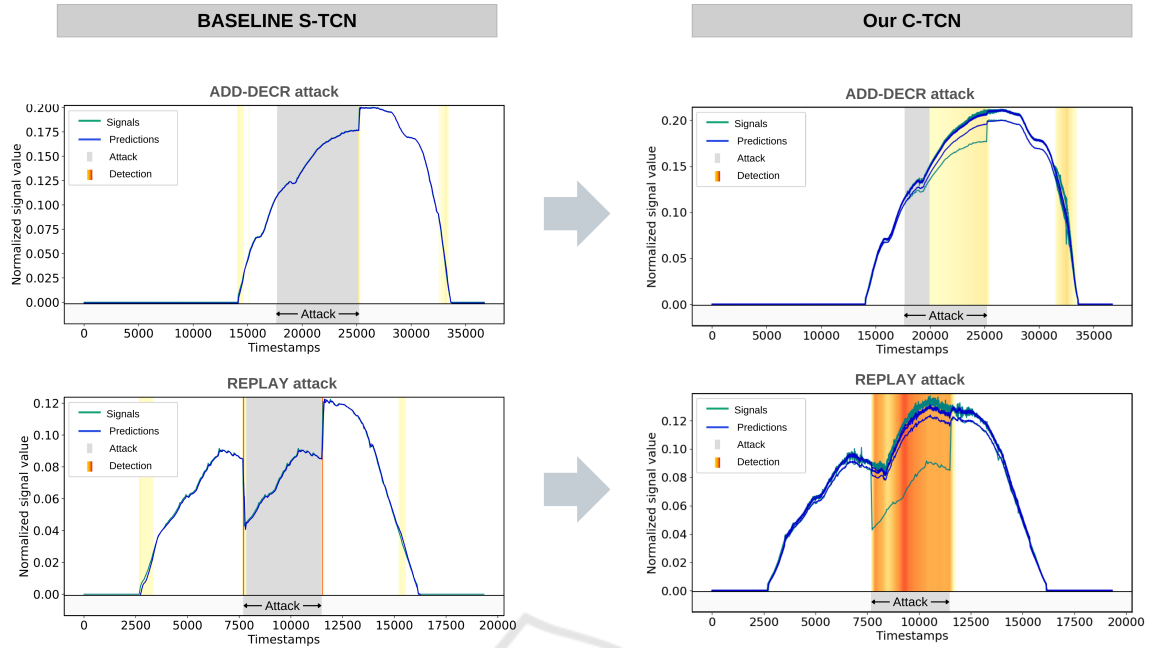 BASELINE S-TCN
Our C-TCN
ADD-DECR attack
Normalized signal value
0.200
0.175
0.150
0.125
0.100
0.075
0.050
0.025
0.000
Signals
Predictions
Attack
Detection
Attack
0 5000 10000 15000 20000 25000 30000 35000
Timestamps
ADD-DECR attack
Normalized signal value
0.20
0.15
0.10
0.05
0.00
Signals
Predictions
Attack
Detection
Attack
0 5000 10000 15000 20000 25000 30000 35000
Timestamps
REPLAY attack
Normalized signal value
0.12
0.10
0.08
0.06
0.04
0.02
0.00
Signals
Predictions
Attack
Detection
Attack
0 2500 5000 7500 10000 12500 15000 17500 20000
Timestamps
REPLAY attack
Normalized signal value
0.12
0.10
0.08
0.06
0.04
0.02
0.00
Signals
Predictions
Attack
Detection
Attack
0 2500 5000 7500 10000 12500 15000 17500 20000
Timestamps